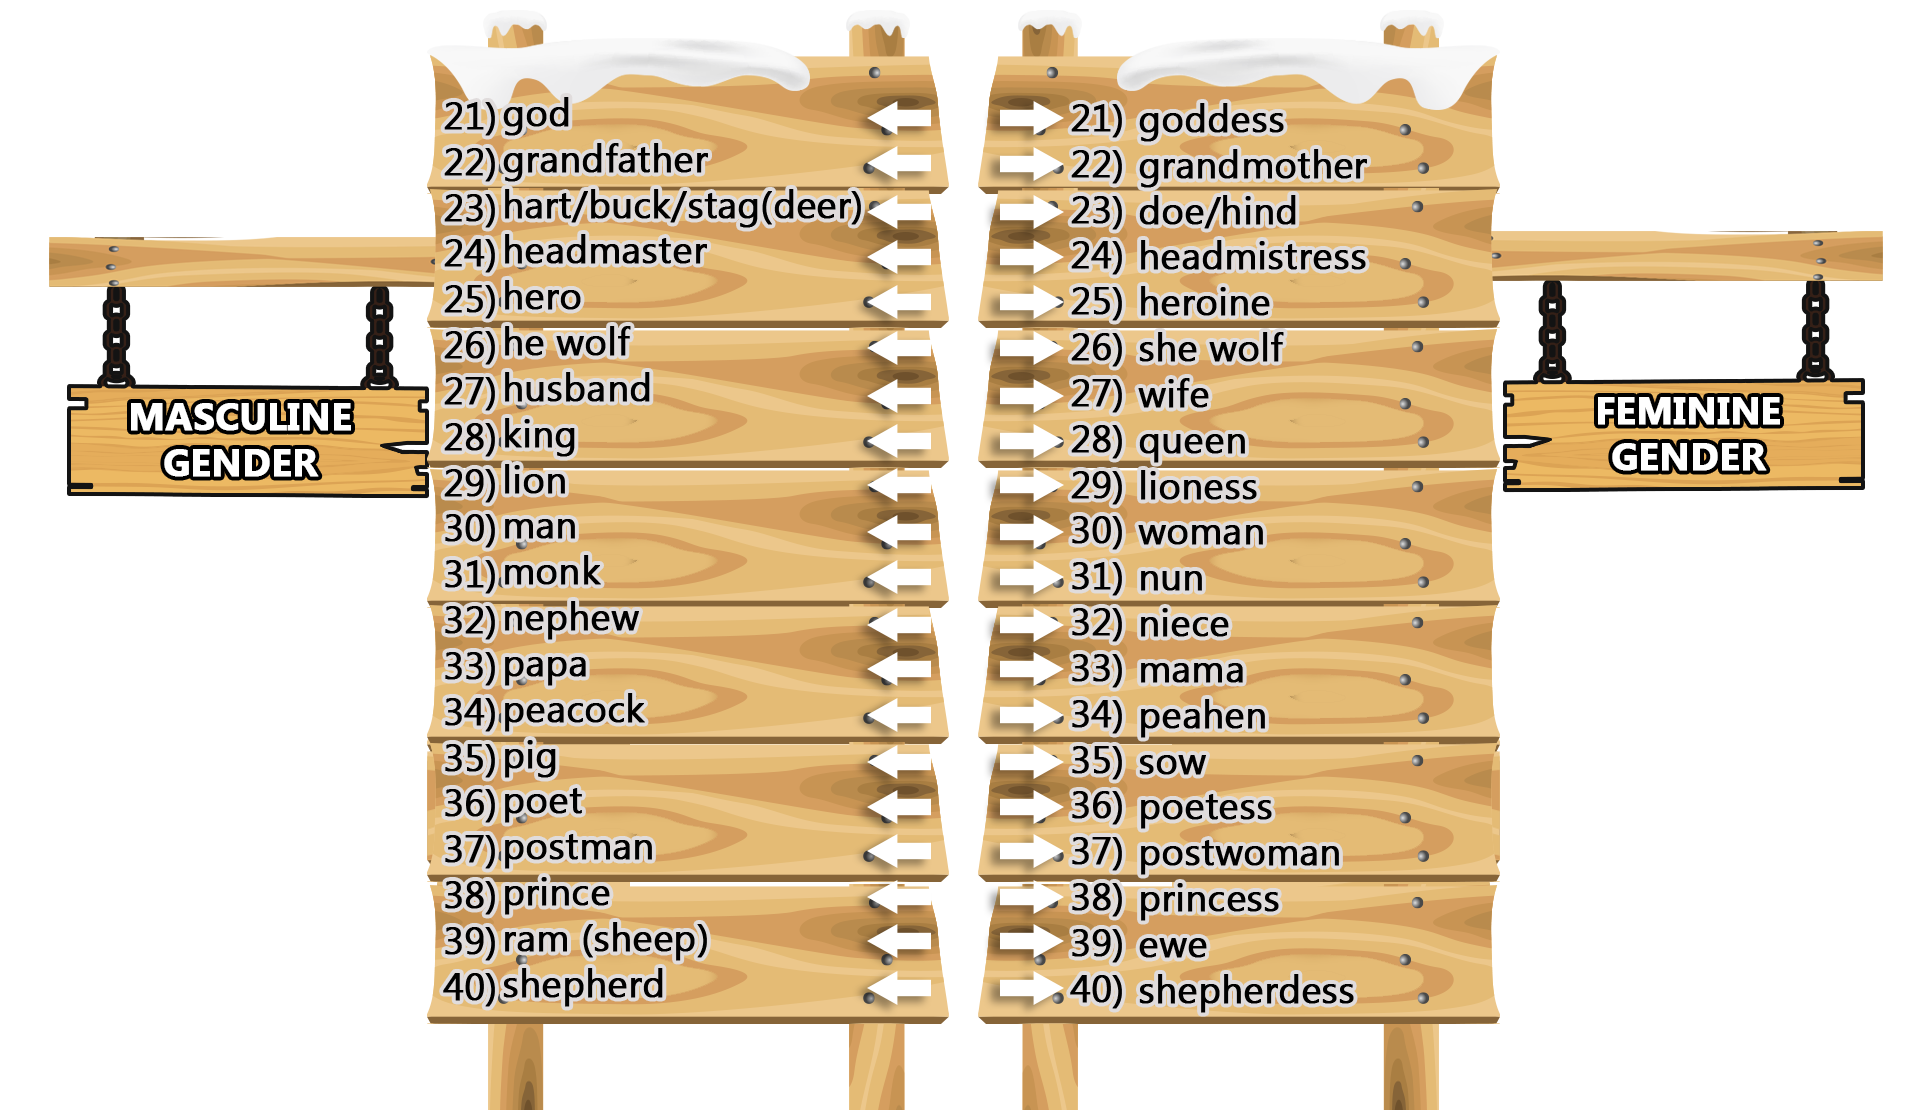 MASCULINE
GENDER
21) god
22) grandfather
23) hart/buck/stag(deer)
24) headmaster
25) hero
26) he wolf
27) husband
28) king
29) lion
30) man
31) monk
32) nephew
33) papa
34) peacock
35) pig
36) poet
37) postman
38) prince
39) ram (sheep)
40) shepherd
21) goddess
22) grandmother
23) doe/hind
24) headmistress
25) heroine
26) she wolf
27) wife
28) queen
29) lioness
30) woman
31) nun
32) niece
33) mama
34) peahen
35) sow
36) poetess
37) postwoman
38) princess
39) ewe
40) shepherdess
FEMININE
GENDER